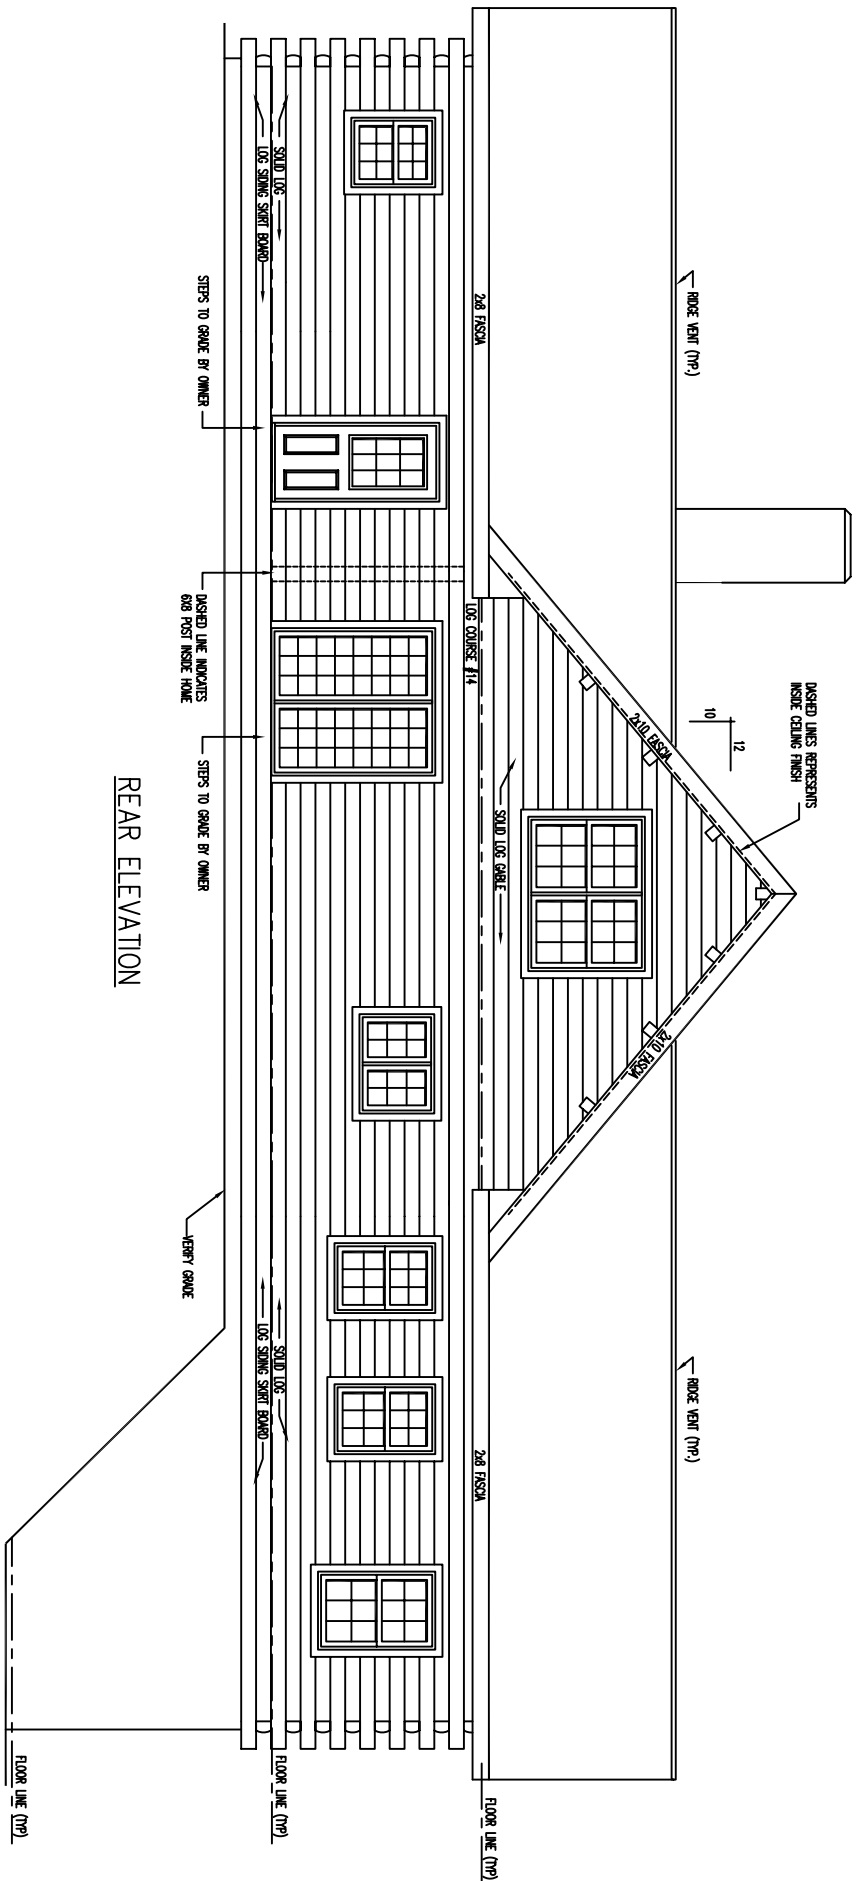 DASHED LINES REPRESENTS
INSIDE CEILING FINISH
12
10
RIDGE VENT (TYP.)
RIDGE VENT (TYP.)
2x10 FASCIA
2x10 FASCIA
SOLID LOG GABLE
2x8 FASCIA
2x8 FASCIA
LOG COURSE #14
FLOOR LINE (TYP)
SOLID LOG
LOG SIDING SKIRT BOARD
SOLID LOG
LOG SIDING SKIRT BOARD
FLOOR LINE (TYP)
STEPS TO GRADE BY OWNER
DASHED LINE INDICATES
6X8 POST INSIDE HOME
STEPS TO GRADE BY OWNER
VERIFY GRADE
FLOOR LINE (TYP)
REAR ELEVATION